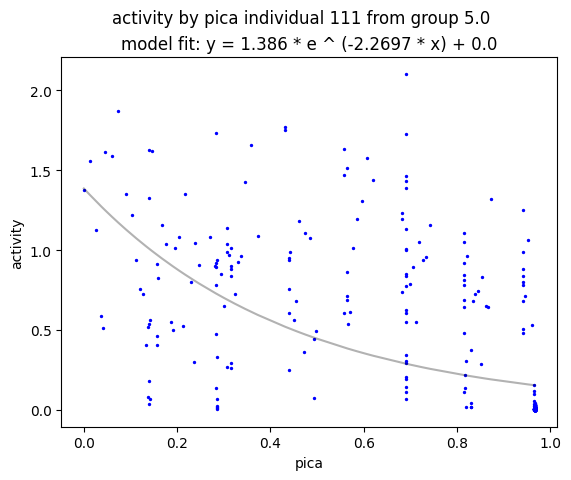 activity by pica individual 111 from group 5.0
model fit: y = 1.386 * e ^ (-2.2697 * x) + 0.0
2.0
1.5
1.0
0.5
0.0
activity
0.0 0.2 0.4 0.6 0.8 1.0
pica